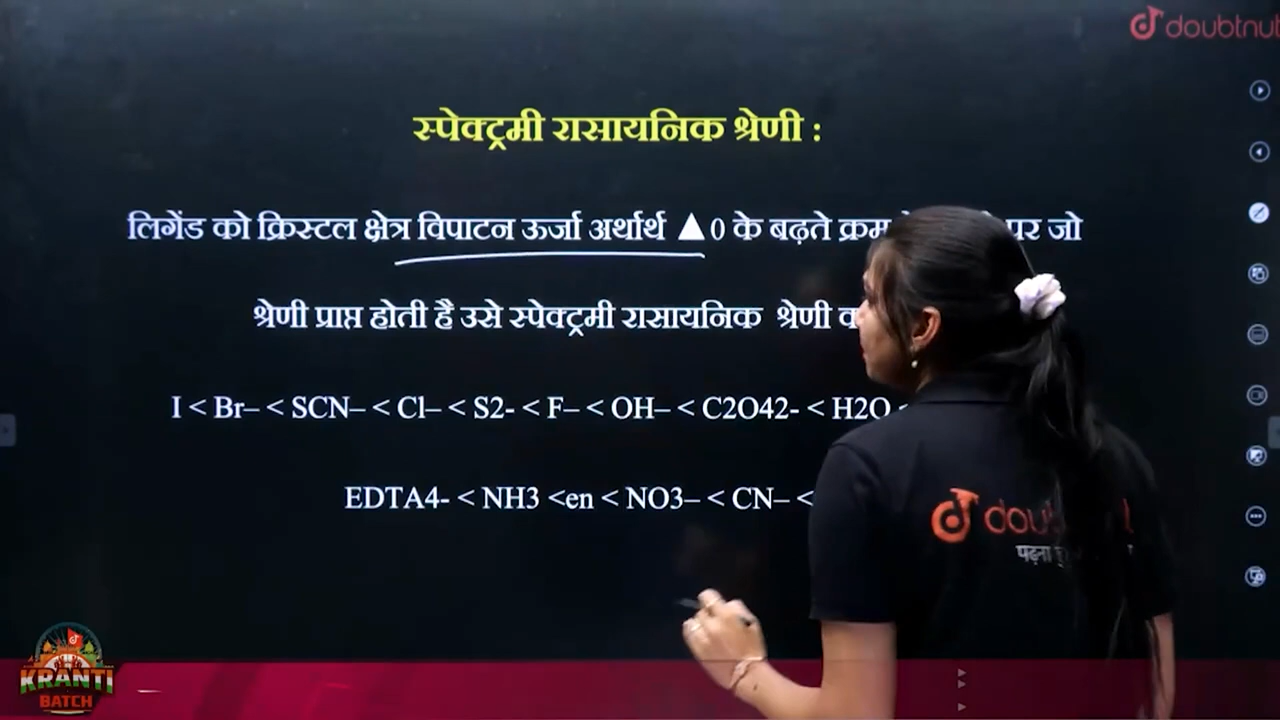 doubtnut
स्पेक्ट्रमी रासायनिक श्रेणी :
लिगेंड को क्रिस्टल क्षेत्र विपाटन ऊर्जा अर्थार्थ ▲0 के बढ़ते क्रम पर जो
श्रेणी प्राप्त होती है उसे स्पेक्ट्रमी रासायनिक श्रेणी
I < Br– < SCN– < Cl– < S2- < F– < OH– < C2O42- < H2O <
EDTA4- < NH3 <en < NO3– < CN– <
पढ़ना
KRANTI
BATCH